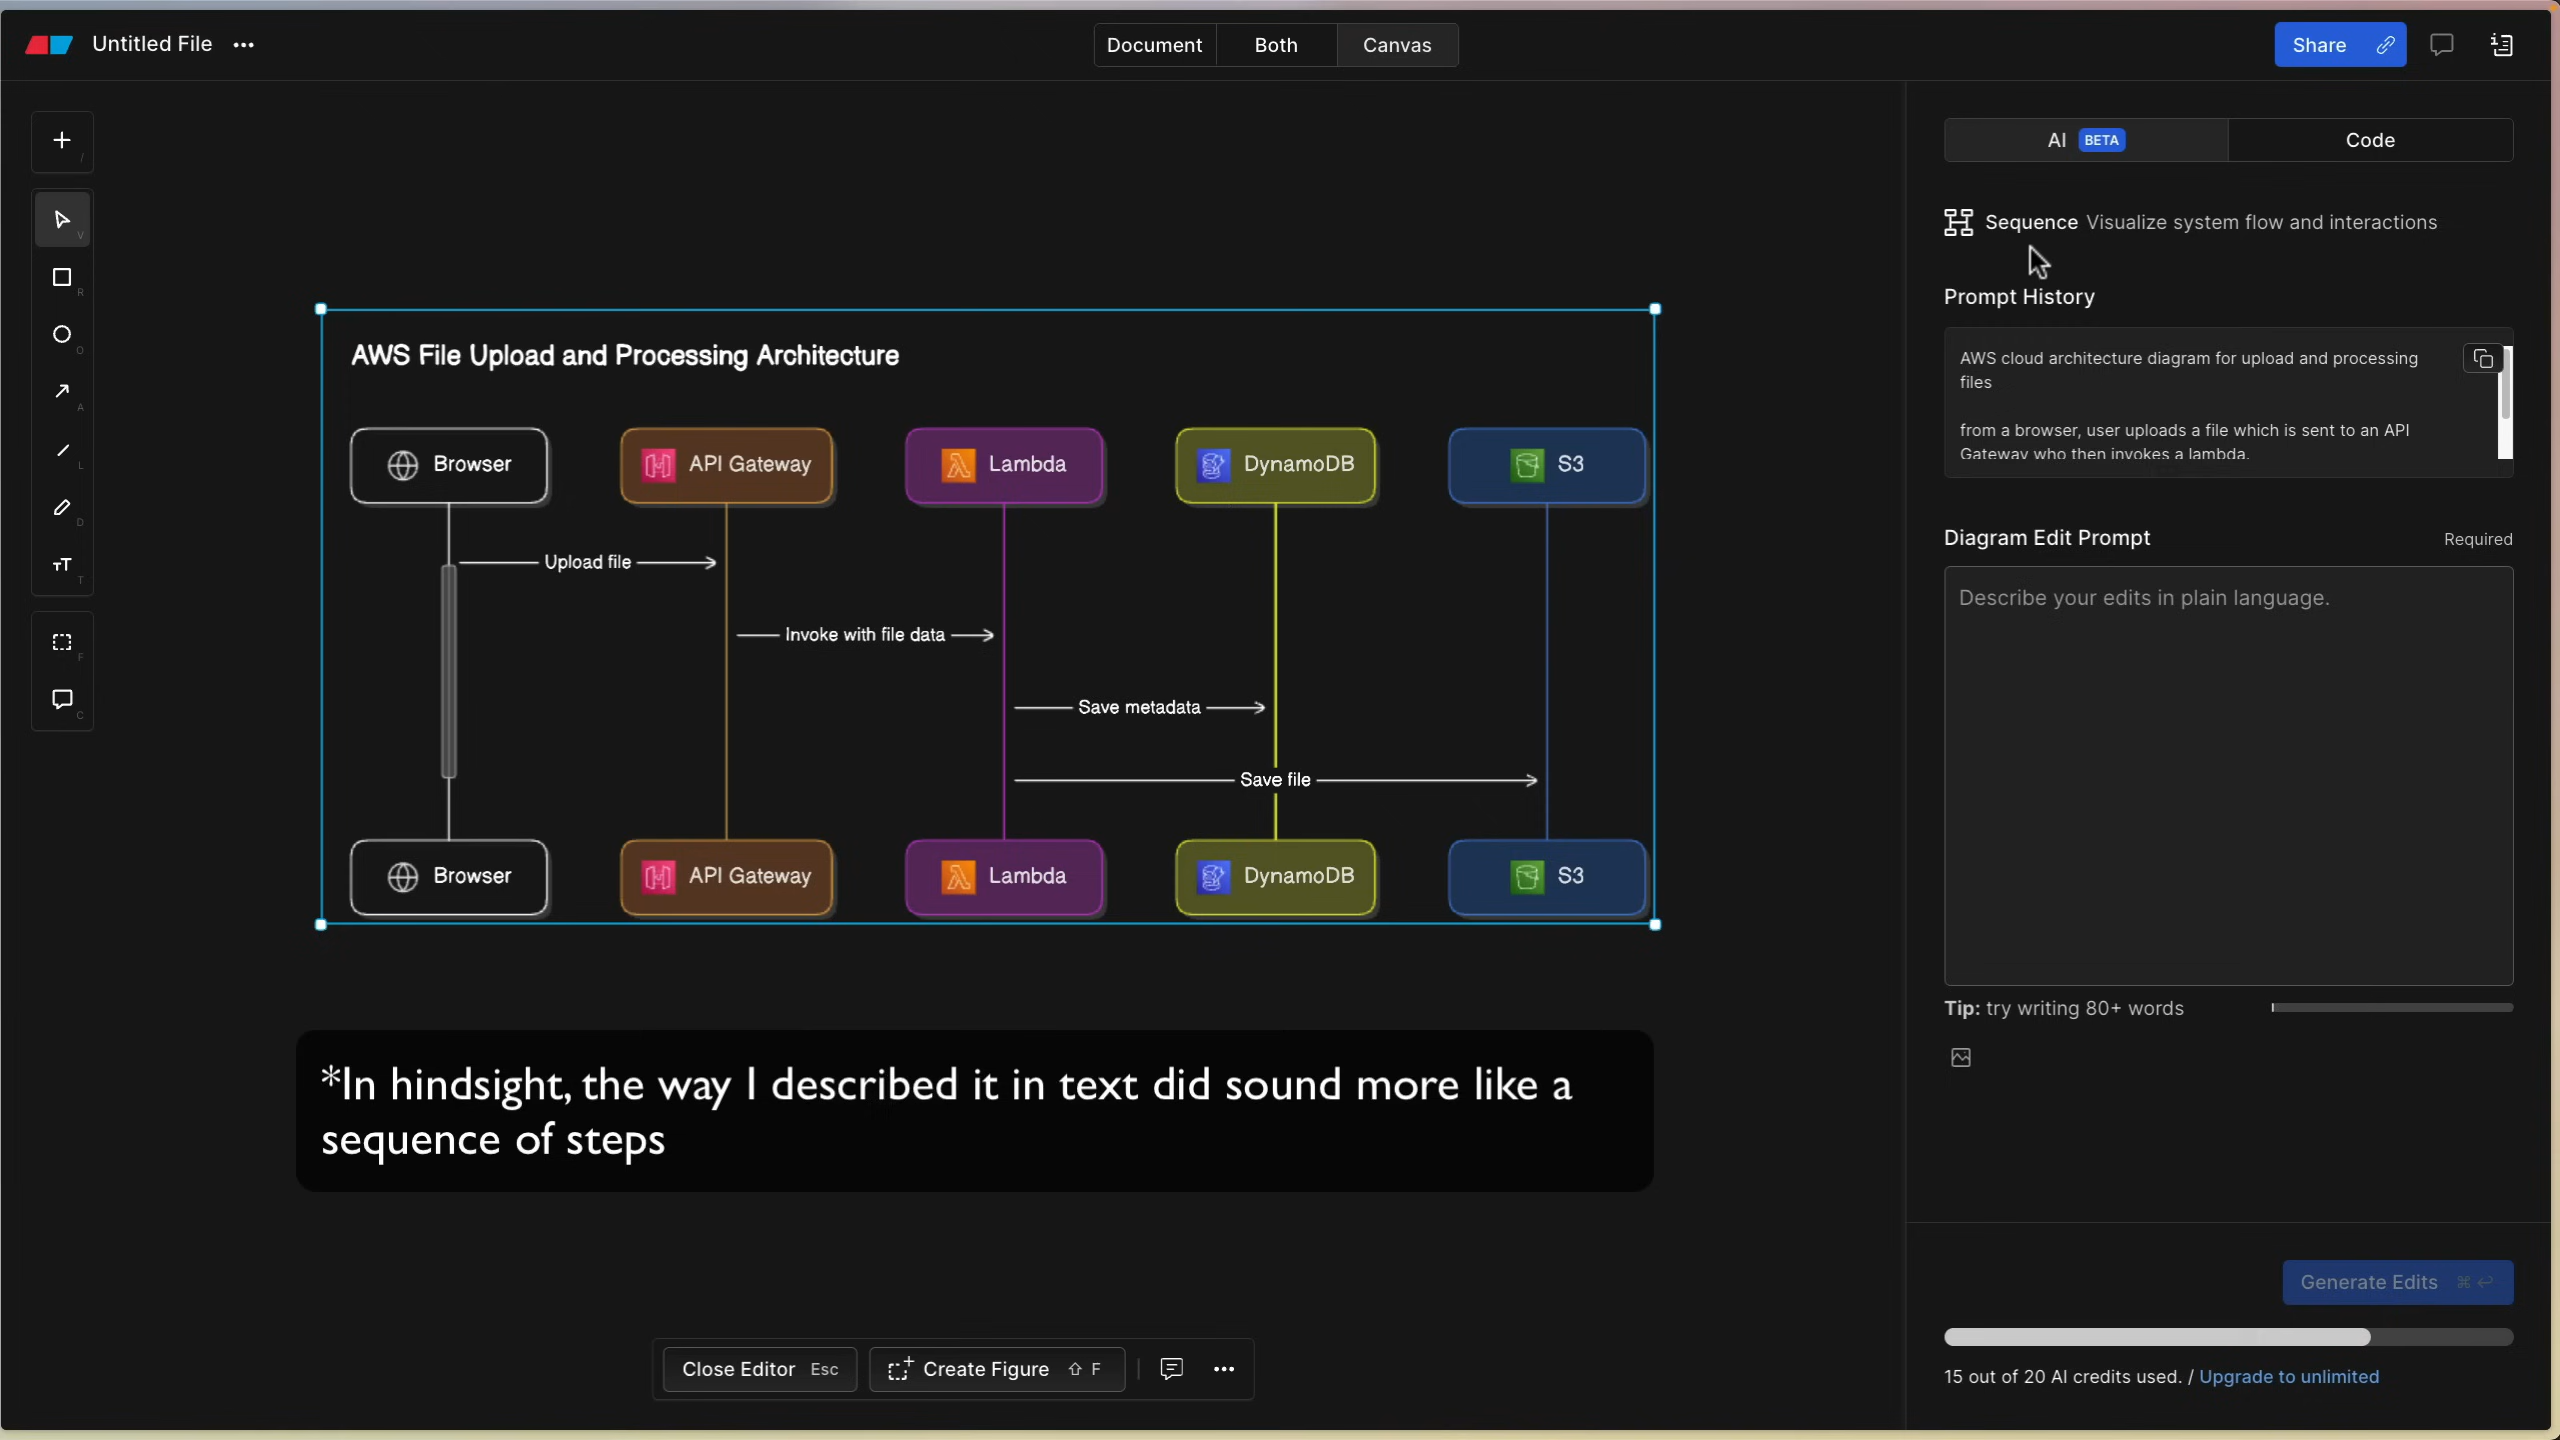 Untitled File
Document
Both
Canvas
Share
/
V
R
O
A
L
D
T
F
C
AWS File Upload and Processing Architecture
Browser
API Gateway
Lambda
DynamoDB
S3
Upload file
Invoke with file data
Save metadata
Save file
Browser
API Gateway
Lambda
DynamoDB
S3
*In hindsight, the way I described it in text did sound more like a
sequence of steps
Close Editor Esc
Create Figure ⇧ F
AI BETA
Code
Sequence Visualize system flow and interactions
Prompt History
AWS cloud architecture diagram for upload and processing
files
from a browser, user uploads a file which is sent to an API
Gateway who then invokes a lambda.
Diagram Edit Prompt
Required
Describe your edits in plain language.
Tip: try writing 80+ words
Generate Edits ⌘ ↩
15 out of 20 AI credits used. / Upgrade to unlimited